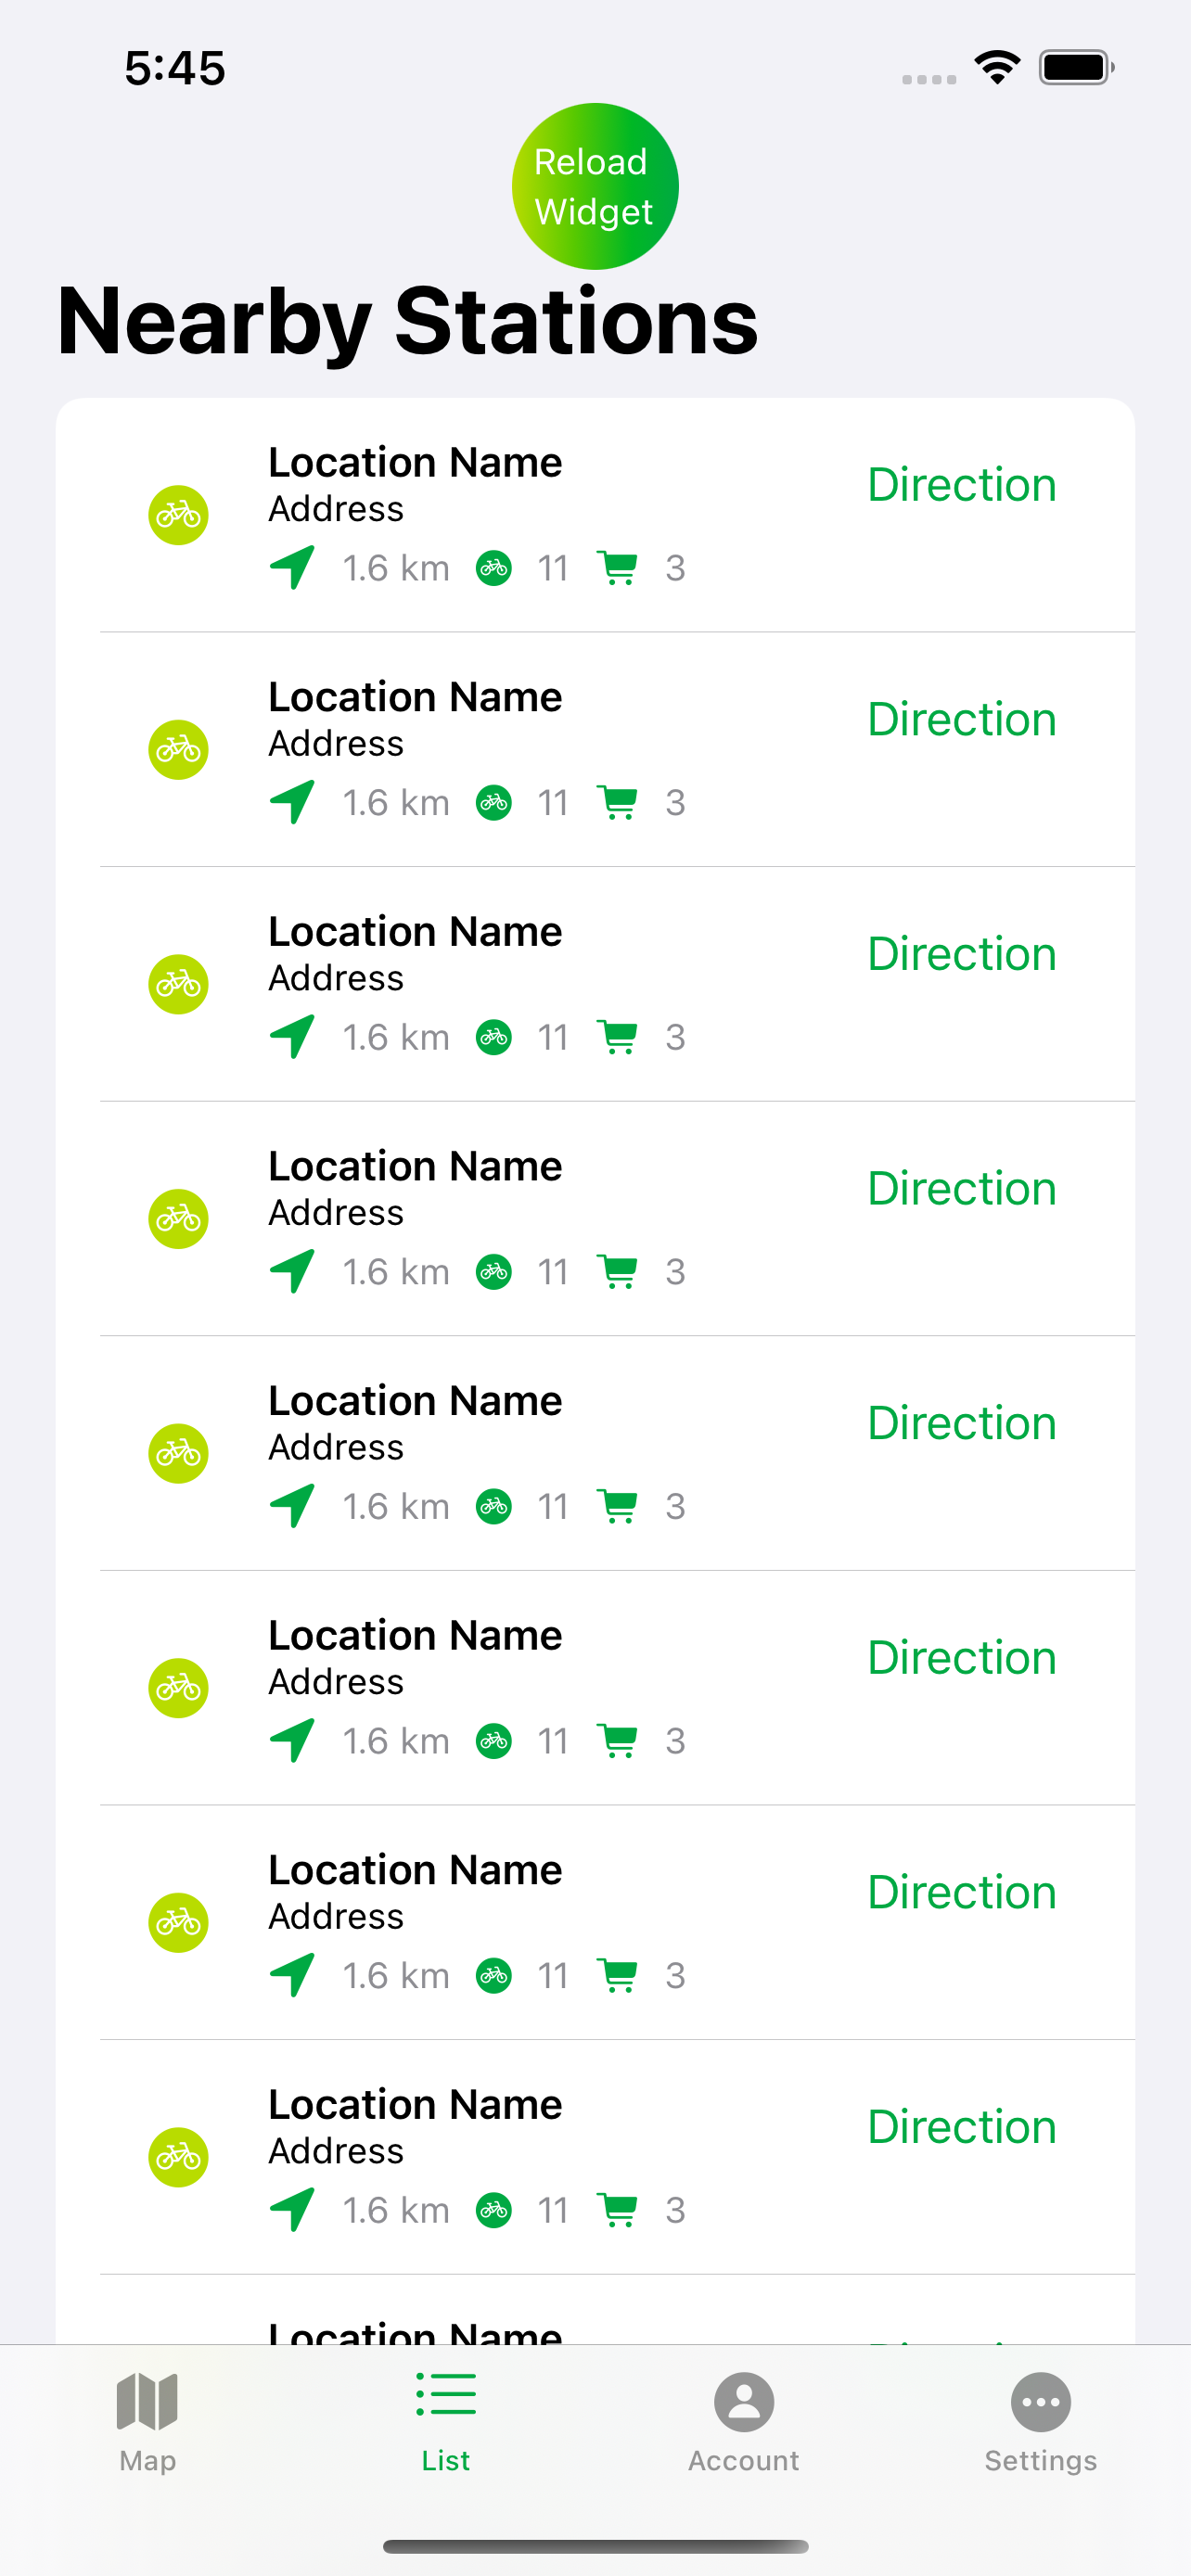 5:45
Reload
Widget
Nearby Stations
Location Name
Direction
Address
1.6 km 11 3
Location Name
Direction
Address
1.6 km 11 3
Location Name
Direction
Address
1.6 km 11 3
Location Name
Direction
Address
1.6 km 11 3
Location Name
Direction
Address
1.6 km 11 3
Location Name
Direction
Address
1.6 km 11 3
Location Name
Direction
Address
1.6 km 11 3
Location Name
Direction
Address
1.6 km 11 3
Location Name
Map List Account Settings